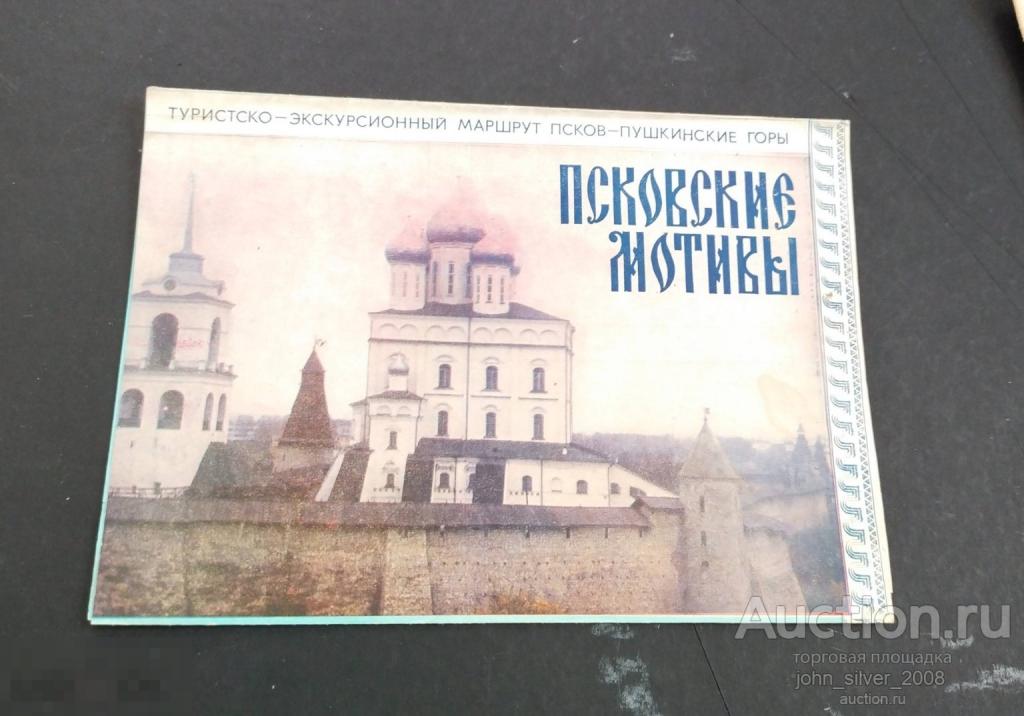 ТУРИСТСКО—ЭКСКУРСИОННЫЙ МАРШРУТ ПСКОВ—ПУШКИНСКИЕ ГОРЫ
ПСКОВСКИЕ
МОТИВЫ
Auction.ru
торговая площадка
john_silver_2008
auction.ru